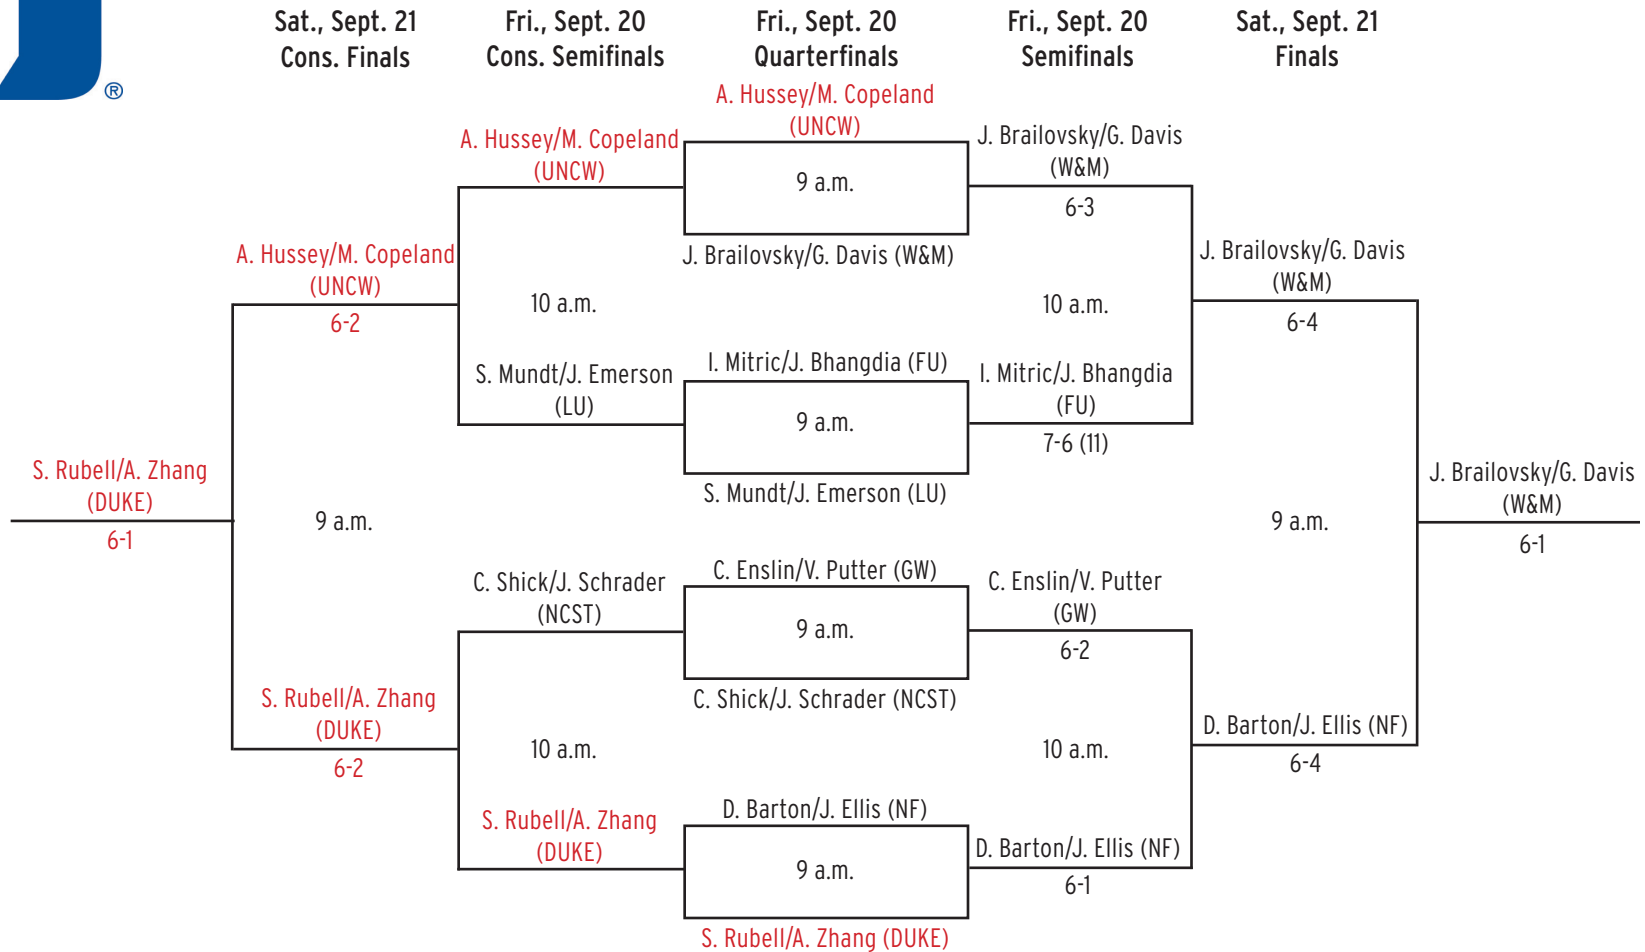 Sat., Sept. 21
Cons. Finals
Fri., Sept. 20
Cons. Semifinals
Fri., Sept. 20
Quarterfinals
Fri., Sept. 20
Semifinals
Sat., Sept. 21
Finals
®
S. Rubell/A. Zhang
(DUKE)
6-1
A. Hussey/M. Copeland
(UNCW)
6-2
9 a.m.
S. Rubell/A. Zhang
(DUKE)
6-2
A. Hussey/M. Copeland
(UNCW)
10 a.m.
S. Mundt/J. Emerson
(LU)
C. Shick/J. Schrader
(NCST)
10 a.m.
S. Rubell/A. Zhang
(DUKE)
A. Hussey/M. Copeland
(UNCW)
9 a.m.
J. Brailovsky/G. Davis (W&M)
I. Mitric/J. Bhangdia (FU)
9 a.m.
S. Mundt/J. Emerson (LU)
C. Enslin/V. Putter (GW)
9 a.m.
C. Shick/J. Schrader (NCST)
D. Barton/J. Ellis (NF)
9 a.m.
S. Rubell/A. Zhang (DUKE)
J. Brailovsky/G. Davis
(W&M)
6-3
10 a.m.
I. Mitric/J. Bhangdia
(FU)
7-6 (11)
C. Enslin/V. Putter
(GW)
6-2
10 a.m.
D. Barton/J. Ellis (NF)
6-1
J. Brailovsky/G. Davis
(W&M)
6-4
9 a.m.
D. Barton/J. Ellis (NF)
6-4
J. Brailovsky/G. Davis
(W&M)
6-1